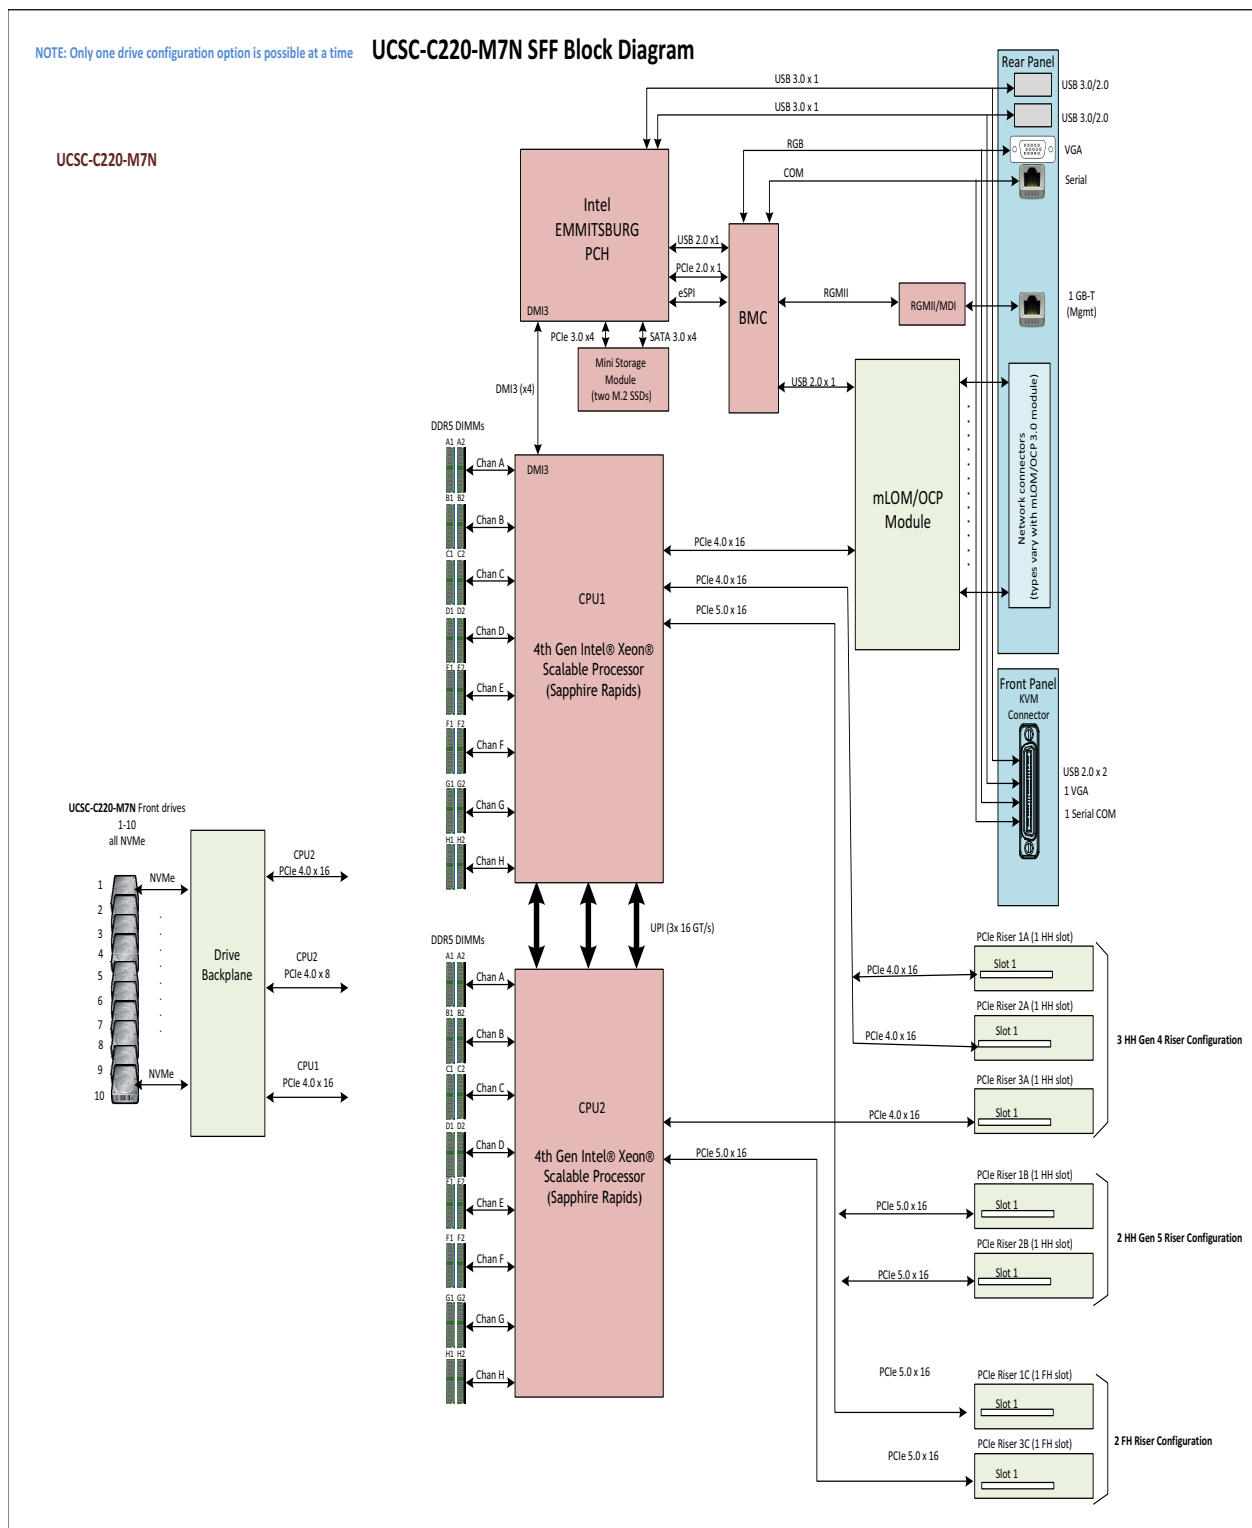 NOTE: Only one drive configuration option is possible at a time
UCSC-C220-M7N SFF Block Diagram
UCSC-C220-M7N
Rear Panel
USB 3.0 x 1
USB 3.0/2.0
USB 3.0 x 1
USB 3.0/2.0
RGB
VGA
COM
Serial
Intel
EMMITSBURG
PCH
DMI3
USB 2.0 x1
PCIe 2.0 x 1
eSPI
BMC
RGMII
RGMII/MDI
1 GB-T
(Mgmt)
PCIe 3.0 x4
SATA 3.0 x4
Mini Storage
Module
(two M.2 SSDs)
DMI3 (x4)
USB 2.0 x 1
mLOM/OCP
Module
Network connectors
(types vary with mLOM/OCP 3.0 module)
DDR5 DIMMs
A1 A2
Chan A
B1 B2
Chan B
C1 C2
Chan C
D1 D2
Chan D
Chan E
F1 F2
Chan F
G1 G2
Chan G
H1 H2
Chan H
DMI3
CPU1
4th Gen Intel® Xeon®
Scalable Processor
(Sapphire Rapids)
PCIe 4.0 x 16
PCIe 4.0 x 16
PCIe 5.0 x 16
Front Panel
KVM
Connector
USB 2.0 x 2
1 VGA
1 Serial COM
UCSC-C220-M7N Front drives
1-10
all NVMe
1
2
3
4
5
6
7
8
9
10
NVMe
NVMe
Drive
Backplane
CPU2
PCIe 4.0 x 16
CPU2
PCIe 4.0 x 8
CPU1
PCIe 4.0 x 16
UPI (3x 16 GT/s)
DDR5 DIMMs
A1 A2
Chan A
B1 B2
Chan B
C1 C2
Chan C
D1 D2
Chan D
Chan E
F1 F2
Chan F
G1 G2
Chan G
H1 H2
Chan H
CPU2
4th Gen Intel® Xeon®
Scalable Processor
(Sapphire Rapids)
PCIe 4.0 x 16
PCIe 5.0 x 16
PCIe Riser 1A (1 HH slot)
Slot 1
PCIe 4.0 x 16
PCIe Riser 2A (1 HH slot)
Slot 1
PCIe 4.0 x 16
PCIe Riser 3A (1 HH slot)
Slot 1
3 HH Gen 4 Riser Configuration
PCIe Riser 1B (1 HH slot)
Slot 1
PCIe 5.0 x 16
PCIe Riser 2B (1 HH slot)
Slot 1
PCIe 5.0 x 16
2 HH Gen 5 Riser Configuration
PCIe 5.0 x 16
PCIe Riser 1C (1 FH slot)
Slot 1
PCIe 5.0 x 16
PCIe Riser 3C (1 FH slot)
Slot 1
2 FH Riser Configuration